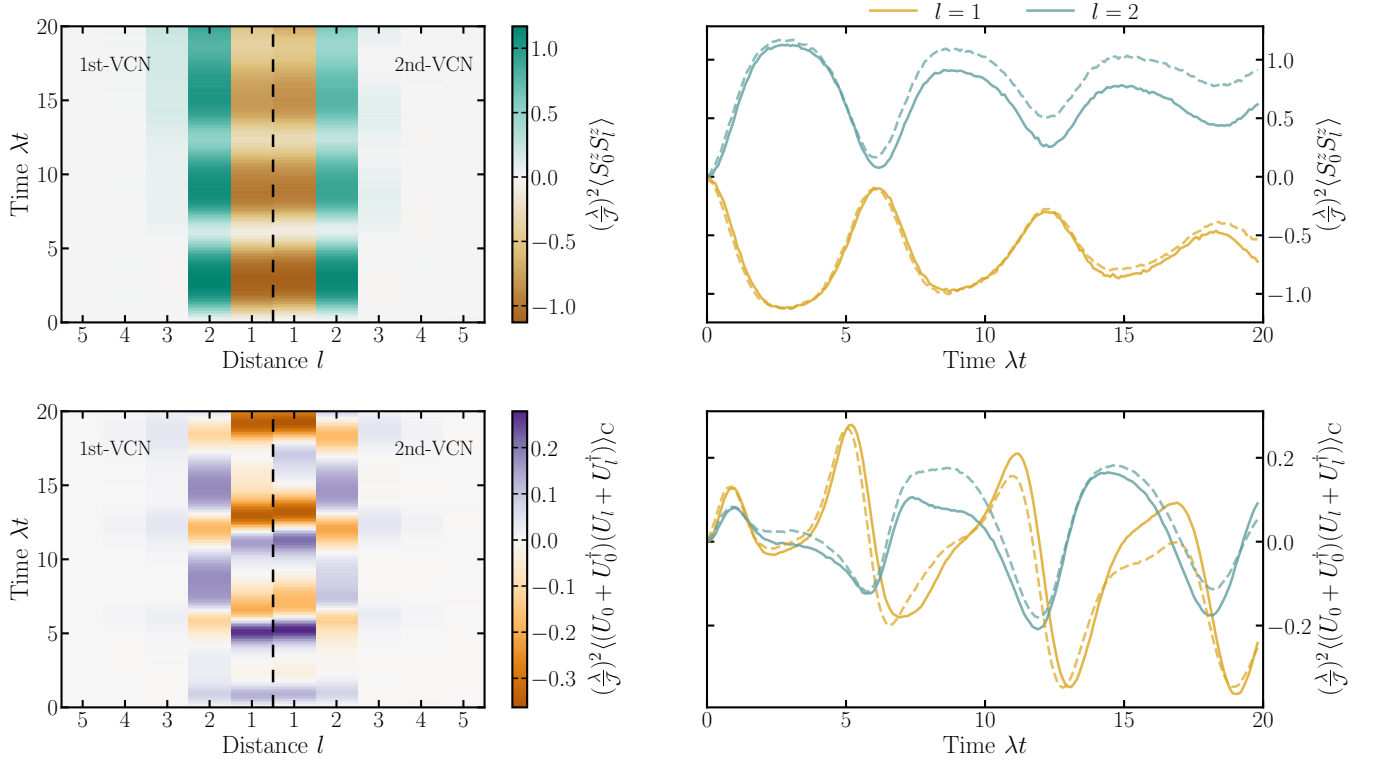 l = 1
l = 2
20
15
10
5
0
Time λt
1st-VCN
2nd-VCN
5 4 3 2 1 1 2 3 4 5
Distance l
1.0
0.5
0.0
−0.5
−1.0
(λ/𝒥)²⟨S₀ᶻSₗᶻ⟩
1.0
0.5
0.0
−0.5
−1.0
(λ/𝒥)²⟨S₀ᶻSₗᶻ⟩
0 5 10 15 20
Time λt
20
15
10
5
0
Time λt
1st-VCN
2nd-VCN
5 4 3 2 1 1 2 3 4 5
Distance l
0.2
0.1
0.0
−0.1
−0.2
−0.3
(λ/𝒥)²⟨(U₀ + U₀†)(Uₗ + Uₗ†)⟩C
0.2
0.0
−0.2
(λ/𝒥)²⟨(U₀ + U₀†)(Uₗ + Uₗ†)⟩C
0 5 10 15 20
Time λt